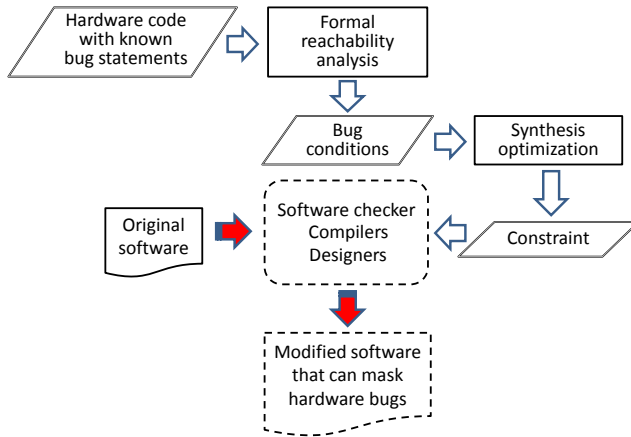 Hardware code
with known
bug statements
Formal
reachability
analysis
Bug
conditions
Synthesis
optimization
Original
software
Software checker
Compilers
Designers
Constraint
Modified software
that can mask
hardware bugs